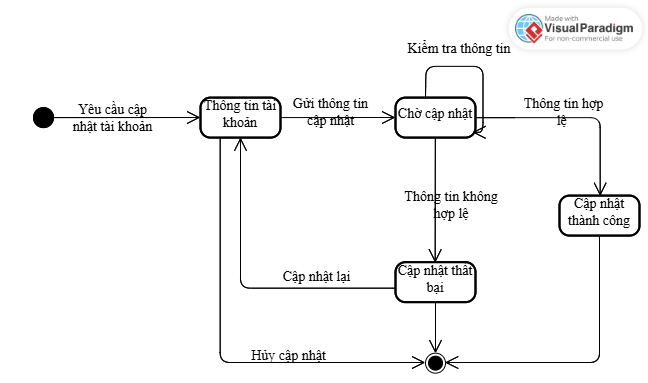 Made with
VisualParadigm
For non-commercial use
Kiểm tra thông tin
Yêu cầu cập
nhật tài khoản
Thông tin tài
khoản
Gửi thông tin
cập nhật
Chờ cập nhật
Thông tin hợp
lệ
Thông tin không
hợp lệ
Cập nhật
thành công
Cập nhật thất
bại
Cập nhật lại
Hủy cập nhật